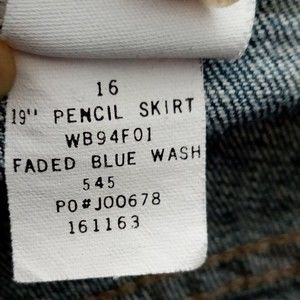 16
19" PENCIL SKIRT
WB94F01
FADED BLUE WASH
545
PO#J00678
161163